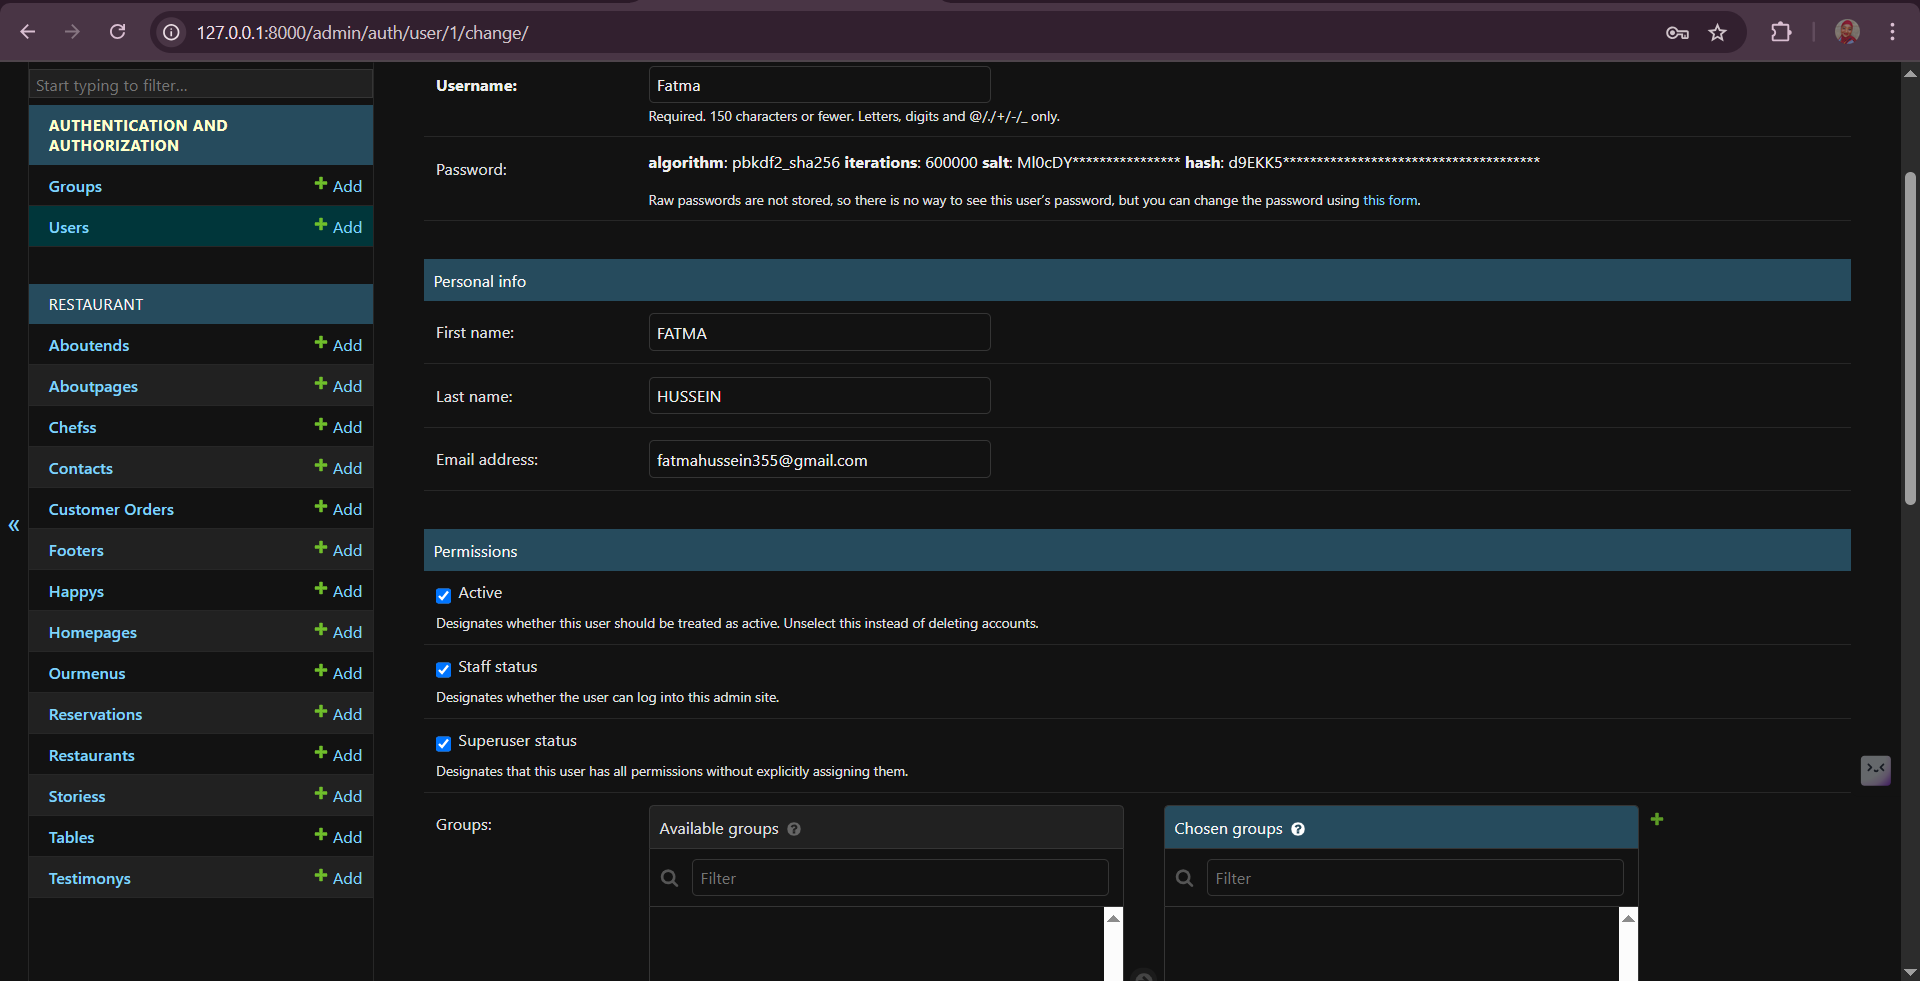 127.0.0.1:8000/admin/auth/user/1/change/
Start typing to filter...
AUTHENTICATION AND
AUTHORIZATION
Groups + Add
Users + Add
RESTAURANT
Aboutends + Add
Aboutpages + Add
Chefss + Add
Contacts + Add
Customer Orders + Add
Footers + Add
Happys + Add
Homepages + Add
Ourmenus + Add
Reservations + Add
Restaurants + Add
Storiess + Add
Tables + Add
Testimonys + Add
«
Username: Fatma
Required. 150 characters or fewer. Letters, digits and @/./+/-/_ only.
Password: algorithm: pbkdf2_sha256 iterations: 600000 salt: Ml0cDY**************** hash: d9EKK5**************************************
Raw passwords are not stored, so there is no way to see this user’s password, but you can change the password using this form.
Personal info
First name: FATMA
Last name: HUSSEIN
Email address: fatmahussein355@gmail.com
Permissions
Active
Designates whether this user should be treated as active. Unselect this instead of deleting accounts.
Staff status
Designates whether the user can log into this admin site.
Superuser status
Designates that this user has all permissions without explicitly assigning them.
Groups:
Available groups ?
Filter
Chosen groups ?
Filter